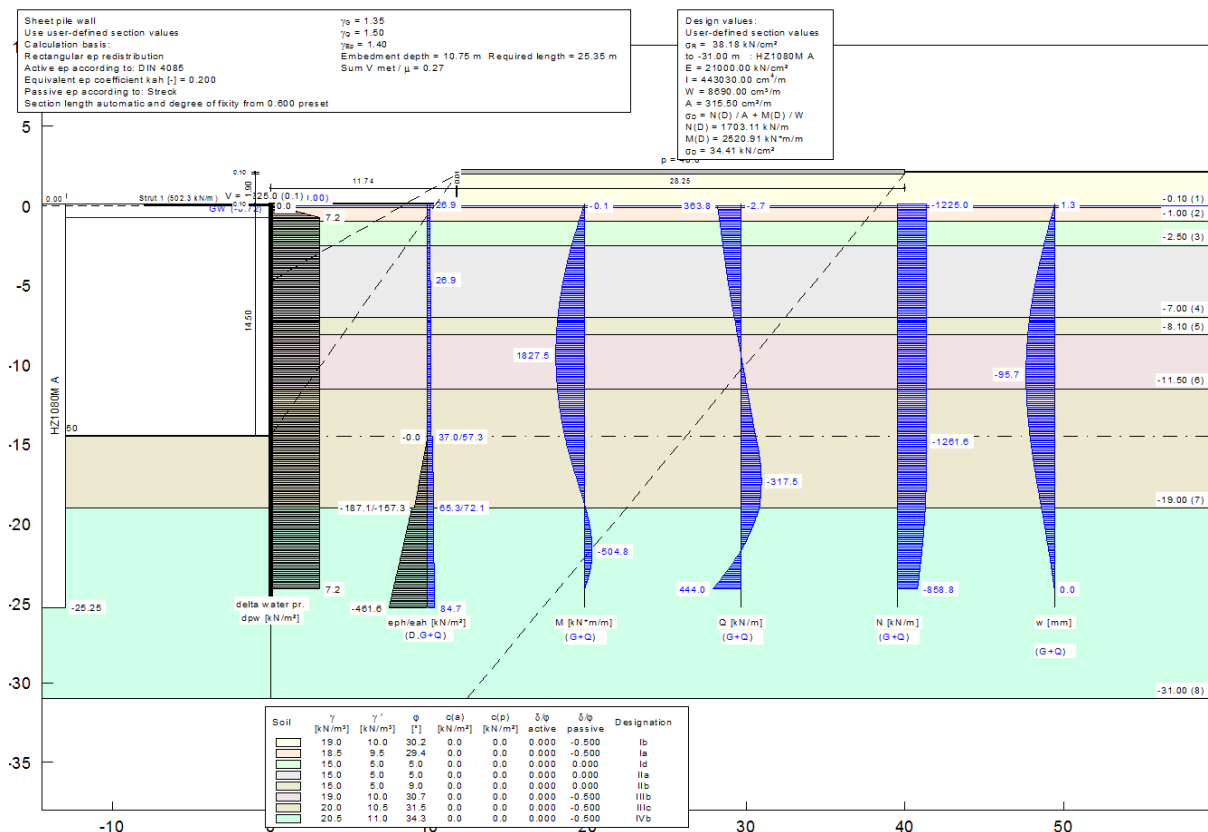 Sheet pile wall
Use user-defined section values
Calculation basis:
Rectangular ep redistribution
Active ep according to: DIN 4085
Equivalent ep coefficient kah [-] = 0.200
Passive ep according to: Streck
Section length automatic and degree of fixity from 0.600 preset
γG = 1.35
γQ = 1.50
γEp = 1.40
Embedment depth = 10.75 m Required length = 25.35 m
Sum V met / μ = 0.27
Design values:
User-defined section values
σR = 38.18 kN/cm²
to -31.00 m : HZ1080M A
E = 21000.00 kN/cm²
I = 443030.00 cm⁴/m
W = 8690.00 cm³/m
A = 315.50 cm²/m
σD = N(D) / A + M(D) / W
N(D) = 1703.11 kN/m
M(D) = 2520.91 kN*m/m
σD = 34.41 kN/cm²
5
0
-5
-10
-15
-20
-25
-30
-35
0.10
1.90
0.10
0.01
11.74
28.25
0.00
Strut 1 (502.3 kN/m)
14.50
HZ1080M A
-25.25
7.2
7.2
delta water pr.
dpw [kN/m²]
26.9
26.9
-0.0
37.0/57.3
-187.1/-157.3
65.3/72.1
-461.6
84.7
eph/eah [kN/m²]
(D,G+Q)
-0.1
1827.5
-504.8
M [kN*m/m]
(G+Q)
363.8
-2.7
-317.5
444.0
Q [kN/m]
(G+Q)
-1225.0
-1261.6
-858.8
N [kN/m]
(G+Q)
1.3
-95.7
0.0
w [mm]
(G+Q)
-0.10 (1)
-1.00 (2)
-2.50 (3)
-7.00 (4)
-8.10 (5)
-11.50 (6)
-19.00 (7)
-31.00 (8)
Soil γ [kN/m³] γ ' [kN/m³] φ [°] c(a) [kN/m²] c(p) [kN/m²] δ/φ active δ/φ passive Designation
19.0 10.0 30.2 0.0 0.0 0.000 -0.500 Ib
18.5 9.5 29.4 0.0 0.0 0.000 -0.500 Ia
15.0 5.0 5.0 0.0 0.0 0.000 0.000 Id
15.0 5.0 5.0 0.0 0.0 0.000 0.000 IIa
15.0 5.0 9.0 0.0 0.0 0.000 0.000 IIb
19.0 10.0 30.7 0.0 0.0 0.000 -0.500 IIIb
20.0 10.5 31.5 0.0 0.0 0.000 -0.500 IIIc
20.5 11.0 34.3 0.0 0.0 0.000 -0.500 IVb
-10
30
40
50